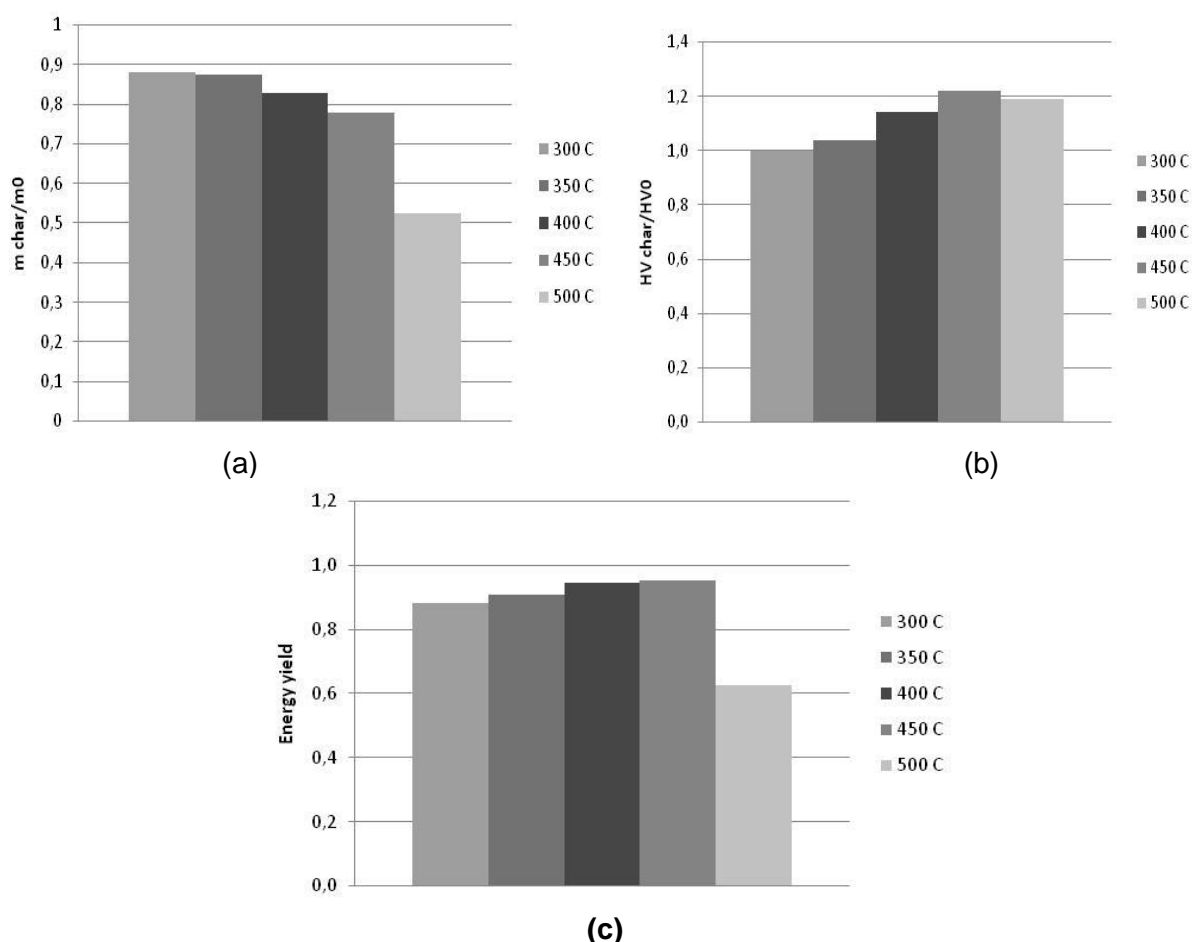 1
0,9
0,8
0,7
0,6
0,5
0,4
0,3
0,2
0,1
0
m char/m0
300 C
350 C
400 C
450 C
500 C
(a)
1,4
1,2
1,0
0,8
0,6
0,4
0,2
0,0
HV char/HV0
300 C
350 C
400 C
450 C
500 C
(b)
1,2
1,0
0,8
0,6
0,4
0,2
0,0
Energy yield
300 C
350 C
400 C
450 C
500 C
(c)